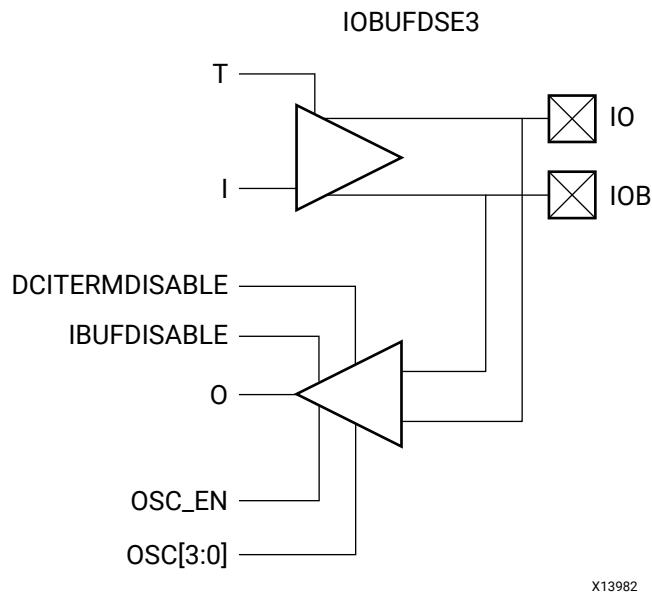 IOBUFDSE3
T
IO
I
IOB
DCITERMDISABLE
IBUFDISABLE
O
OSC_EN
OSC[3:0]
X13982